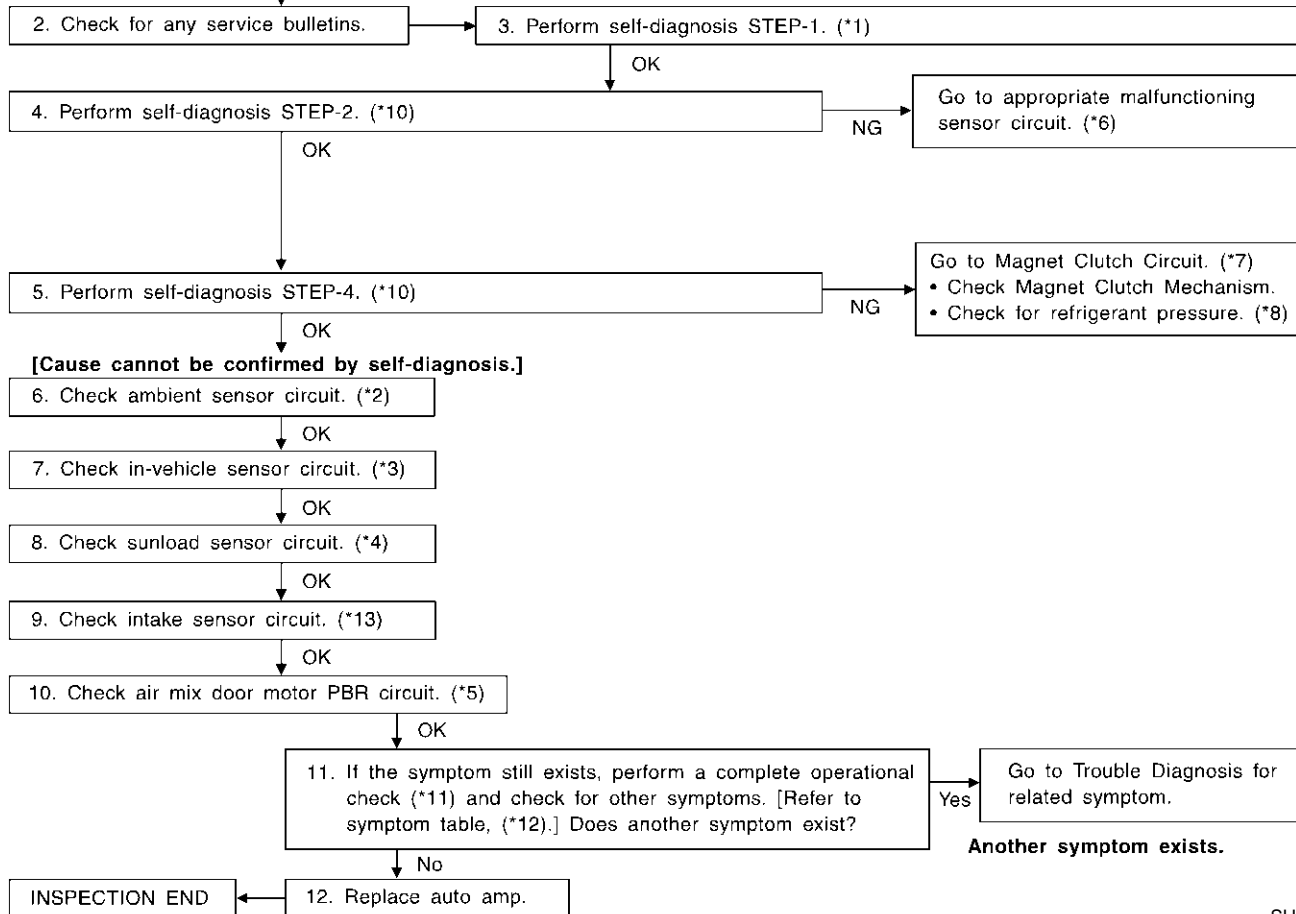 2. Check for any service bulletins.
3. Perform self-diagnosis STEP-1. (*1)
OK
4. Perform self-diagnosis STEP-2. (*10)
NG
Go to appropriate malfunctioning
sensor circuit. (*6)
OK
5. Perform self-diagnosis STEP-4. (*10)
NG
Go to Magnet Clutch Circuit. (*7)
• Check Magnet Clutch Mechanism.
• Check for refrigerant pressure. (*8)
OK
[Cause cannot be confirmed by self-diagnosis.]
6. Check ambient sensor circuit. (*2)
OK
7. Check in-vehicle sensor circuit. (*3)
OK
8. Check sunload sensor circuit. (*4)
OK
9. Check intake sensor circuit. (*13)
OK
10. Check air mix door motor PBR circuit. (*5)
OK
11. If the symptom still exists, perform a complete operational
check (*11) and check for other symptoms. [Refer to
symptom table, (*12).] Does another symptom exist?
Yes
Go to Trouble Diagnosis for
related symptom.
Another symptom exists.
No
12. Replace auto amp.
INSPECTION END